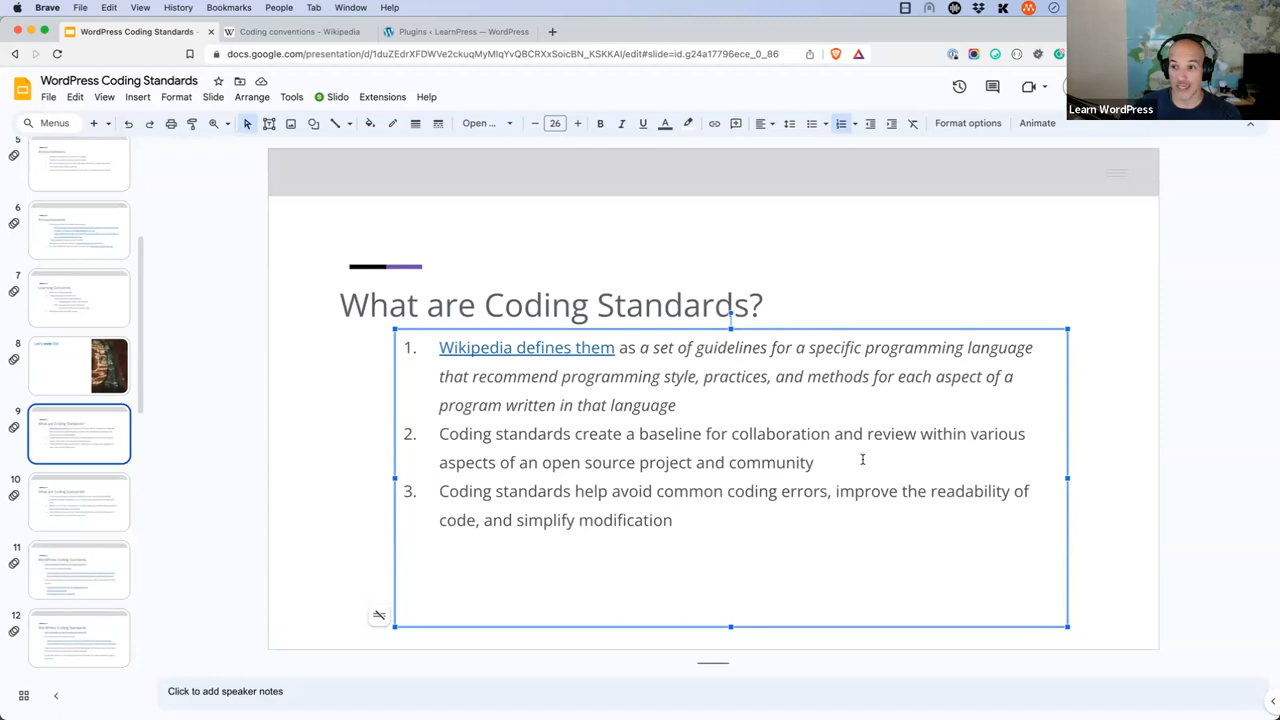 Brave File Edit View History Bookmarks People Tab Window Help
WordPress Coding Standards - Coding conventions - Wikipedia Plugins ‹ LearnPress — WordPress
docs.google.com/presentation/d/1duZEdrXFDWVe2ckugMyMlqYvQBCRXxSoicBN_KSKKAI/edit#slide=id.g24a17796ece_0_86
Learn WordPress
WordPress Coding Standards
File Edit View Insert Format Slide Arrange Tools Slido Extensions Help
Menus Format options Animate
5
6
7
8
9
10
11
12
What are Coding Standards?
1. Wikipedia defines them as a set of guidelines for a specific programming language
that recommend programming style, practices, and methods for each aspect of a
program written in that language
2. Coding standards create a baseline for collaboration and review within various
aspects of an open source project and community
3. Coding standards help avoid common coding errors, improve the readability of
code, and simplify modification
Click to add speaker notes